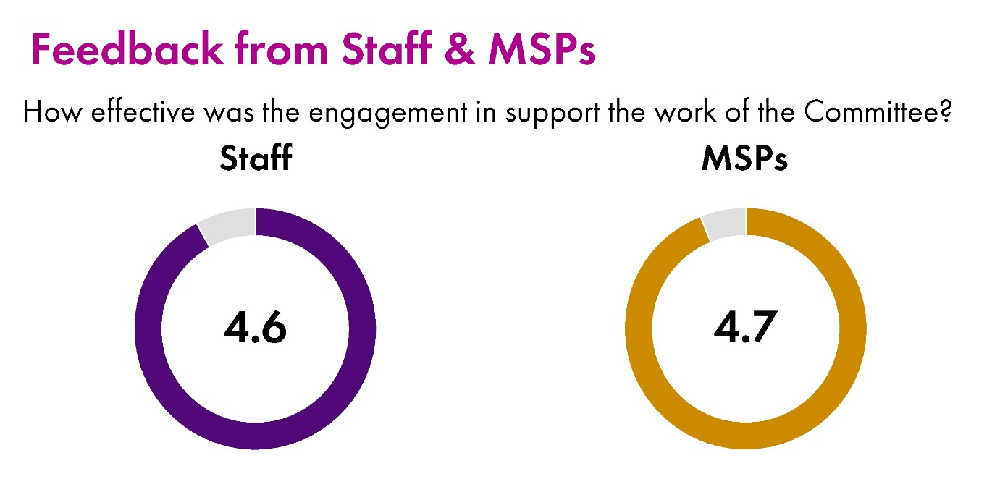 Feedback from Staff & MSPs
How effective was the engagement in support the work of the Committee?
Staff
MSPs
4.6
4.7